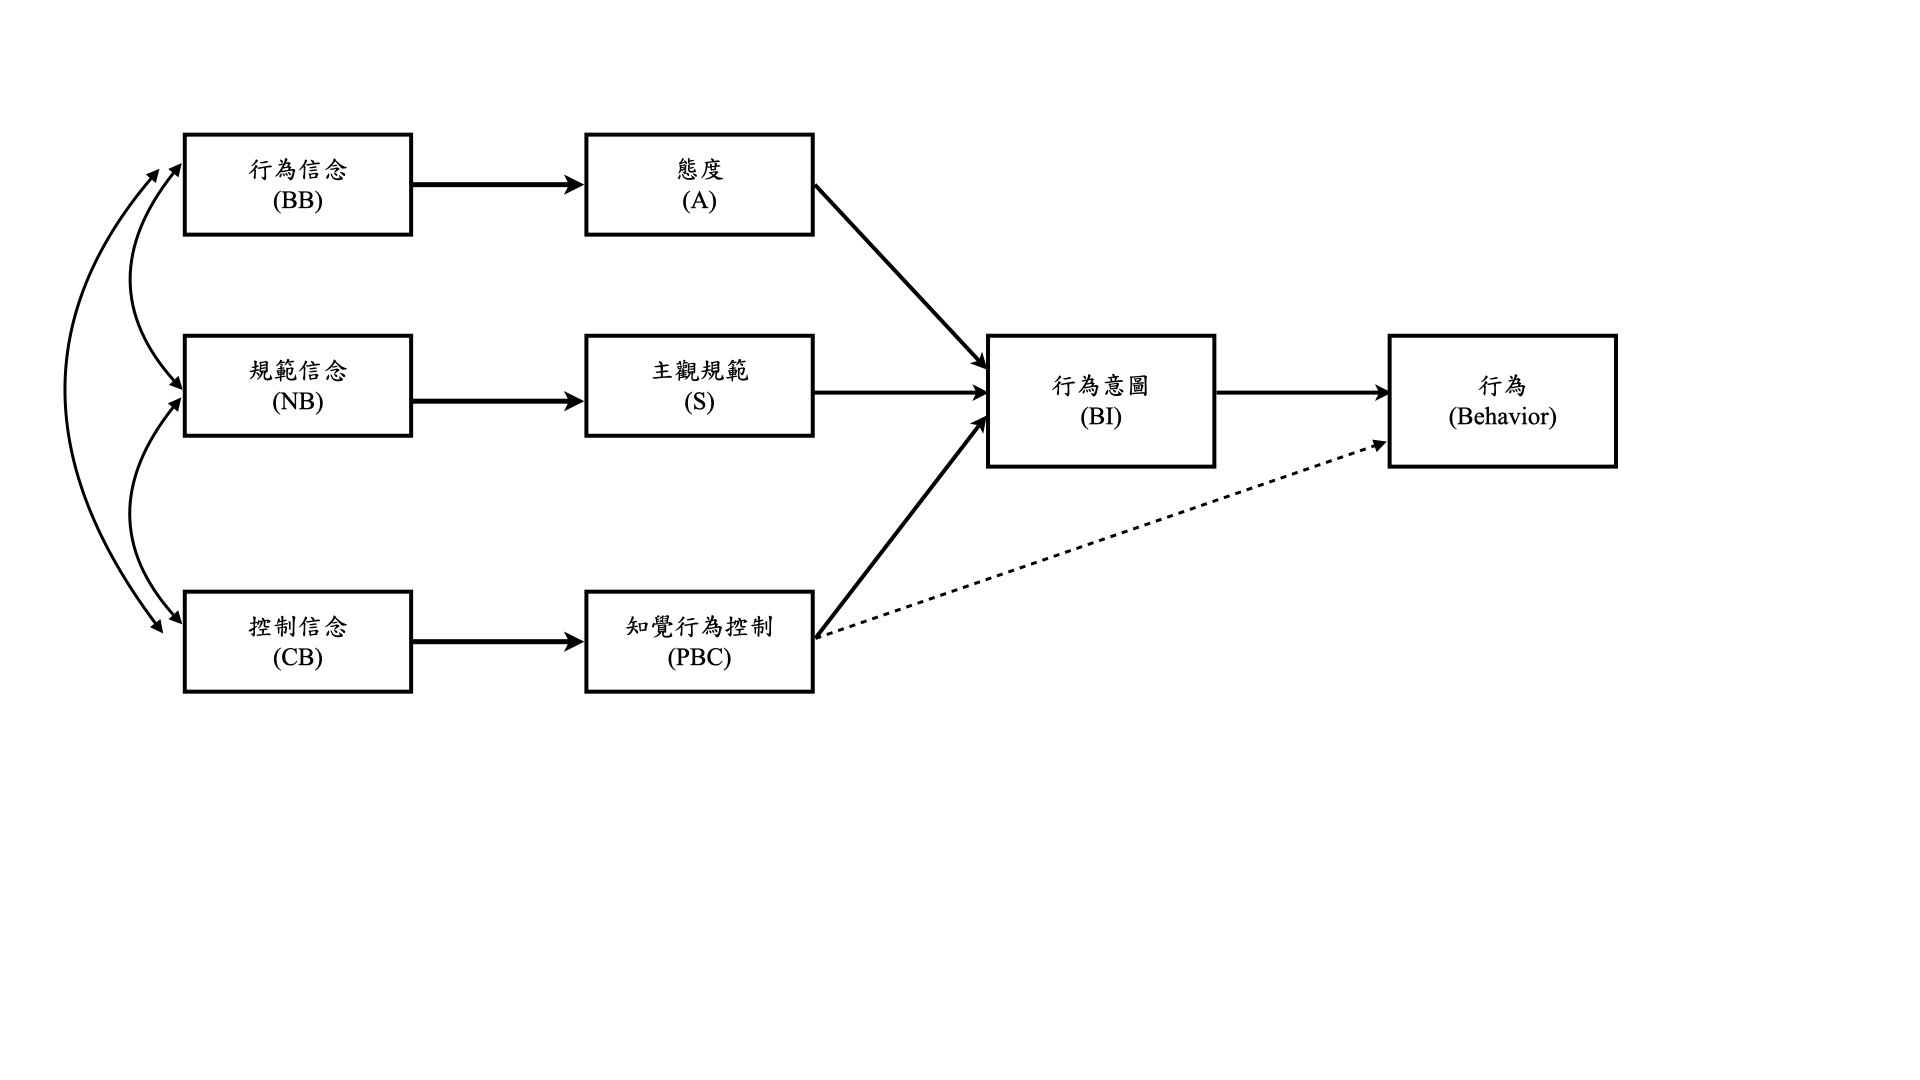 行為信念
(BB)
態度
(A)
規範信念
(NB)
主觀規範
(S)
行為意圖
(BI)
行為
(Behavior)
控制信念
(CB)
知覺行為控制
(PBC)